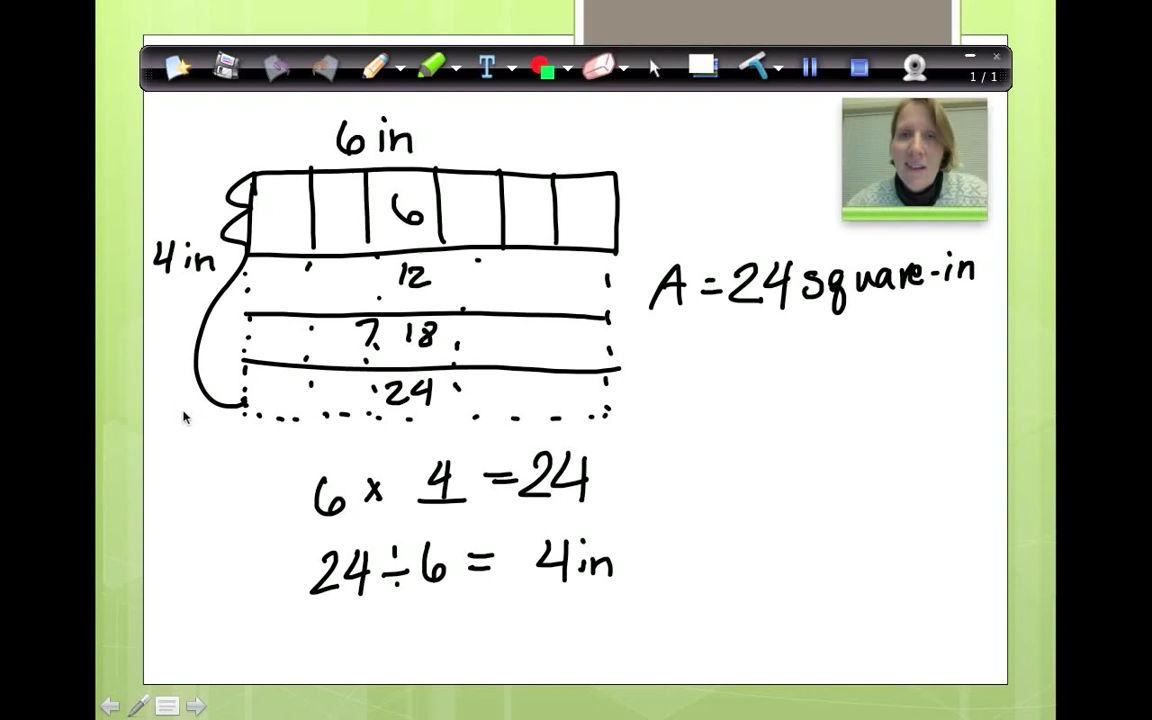 1 / 1
T
6 in
6
4 in
12
A = 24 square-in
7 18
24
6 × 4 = 24
24 ÷ 6 = 4 in